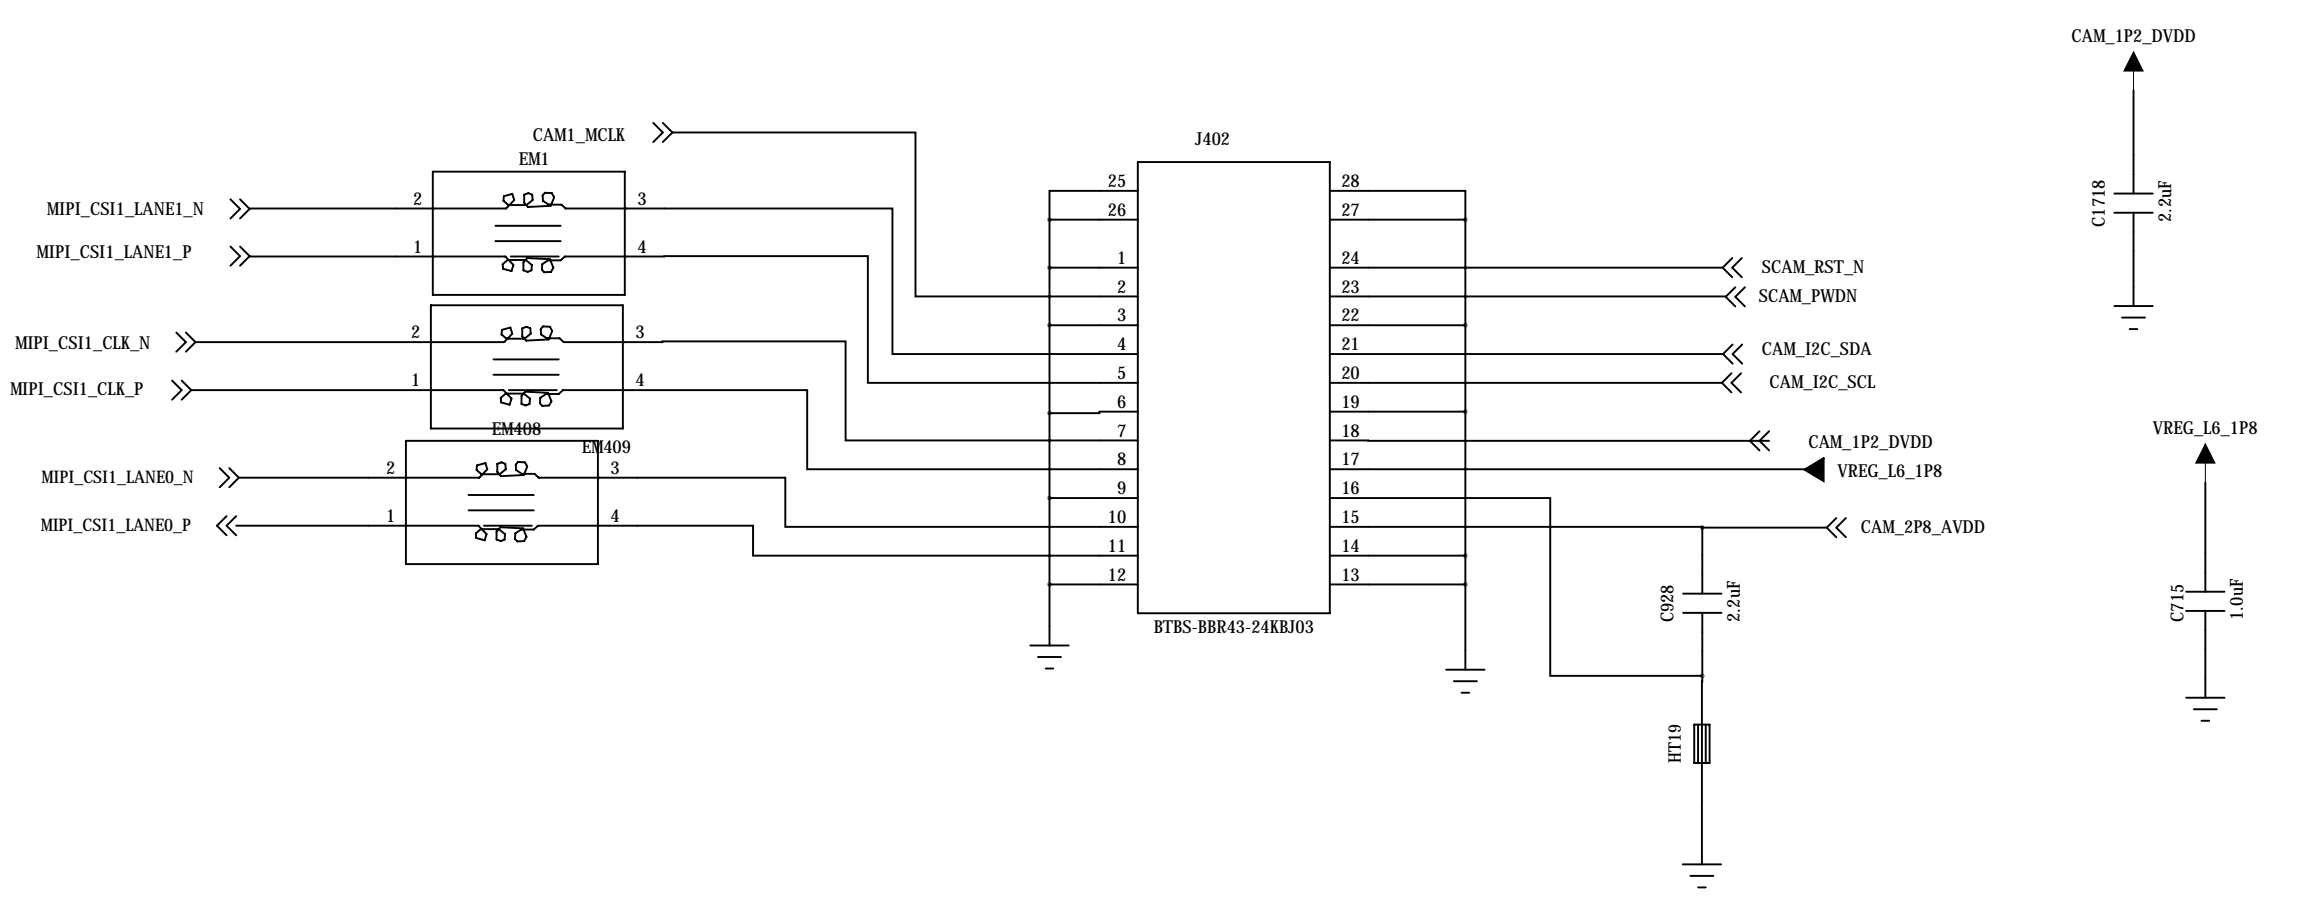 CAM_1P2_DVDD
C1718
2.2uF
CAM1_MCLK
EM1
MIPI_CSI1_LANE1_N
2
3
MIPI_CSI1_LANE1_P
1
4
MIPI_CSI1_CLK_N
2
3
MIPI_CSI1_CLK_P
1
4
EM408
EM409
MIPI_CSI1_LANE0_N
2
3
MIPI_CSI1_LANE0_P
1
4
J402
25
26
1
2
3
4
5
6
7
8
9
10
11
12
28
27
24
23
22
21
20
19
18
17
16
15
14
13
BTBS-BBR43-24KBJ03
SCAM_RST_N
SCAM_PWDN
CAM_I2C_SDA
CAM_I2C_SCL
CAM_1P2_DVDD
VREG_L6_1P8
CAM_2P8_AVDD
C928
2.2uF
HT19
VREG_L6_1P8
C715
1.0uF